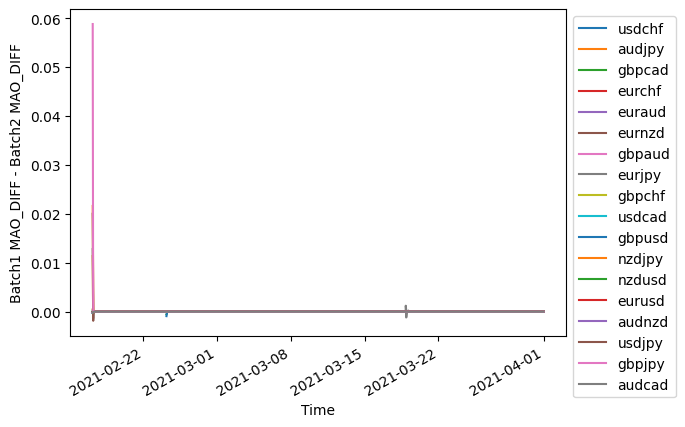 Batch1 MAO_DIFF - Batch2 MAO_DIFF
0.06
0.05
0.04
0.03
0.02
0.01
0.00
2021-02-22
2021-03-01
2021-03-08
2021-03-15
2021-03-22
2021-04-01
Time
usdchf
audjpy
gbpcad
eurchf
euraud
eurnzd
gbpaud
eurjpy
gbpchf
usdcad
gbpusd
nzdjpy
nzdusd
eurusd
audnzd
usdjpy
gbpjpy
audcad